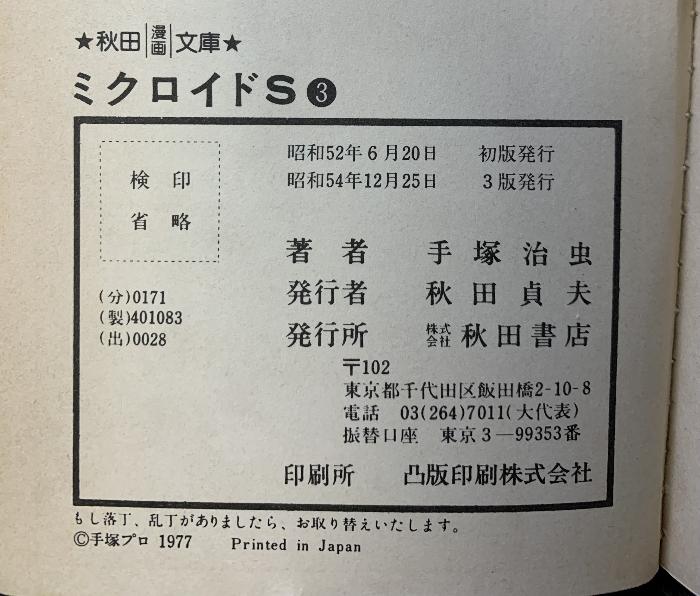 ★秋田漫画文庫★
ミクロイドS❸
検印
省略
(分)0171
(製)401083
(出)0028
昭和52年6月20日 初版発行
昭和54年12月25日 3版発行
著者 手塚治虫
発行者 秋田貞夫
発行所 株式会社 秋田書店
〒102
東京都千代田区飯田橋2-10-8
電話 03(264)7011(大代表)
振替口座 東京3―99353番
印刷所 凸版印刷株式会社
もし落丁、乱丁がありましたら、お取り替えいたします。
©手塚プロ 1977 Printed in Japan